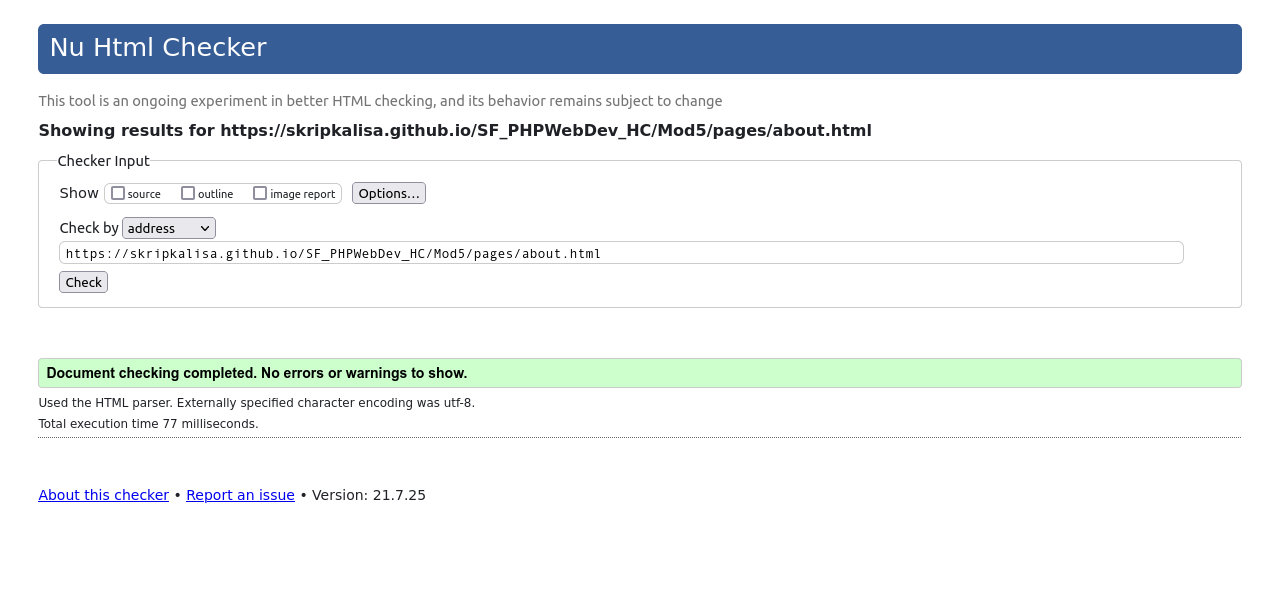 Nu Html Checker
This tool is an ongoing experiment in better HTML checking, and its behavior remains subject to change
Showing results for https://skripkalisa.github.io/SF_PHPWebDev_HC/Mod5/pages/about.html
Checker Input
Show source outline image report Options...
Check by address
https://skripkalisa.github.io/SF_PHPWebDev_HC/Mod5/pages/about.html
Check
Document checking completed. No errors or warnings to show.
Used the HTML parser. Externally specified character encoding was utf-8.
Total execution time 77 milliseconds.
About this checker • Report an issue • Version: 21.7.25